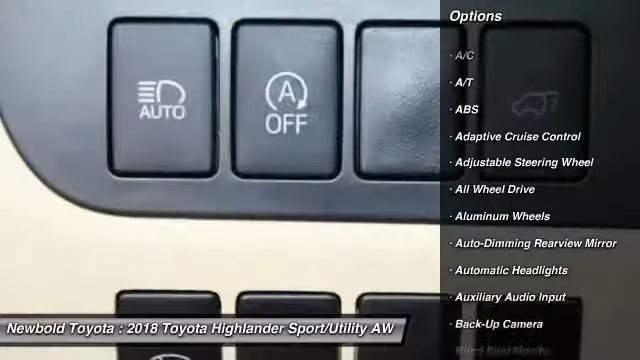 Options
· A/C
· A/T
· ABS
· Adaptive Cruise Control
· Adjustable Steering Wheel
· All Wheel Drive
· Aluminum Wheels
· Auto-Dimming Rearview Mirror
· Automatic Headlights
· Auxiliary Audio Input
· Back-Up Camera
AUTO
A
OFF
Newbold Toyota : 2018 Toyota Highlander Sport/Utility AW